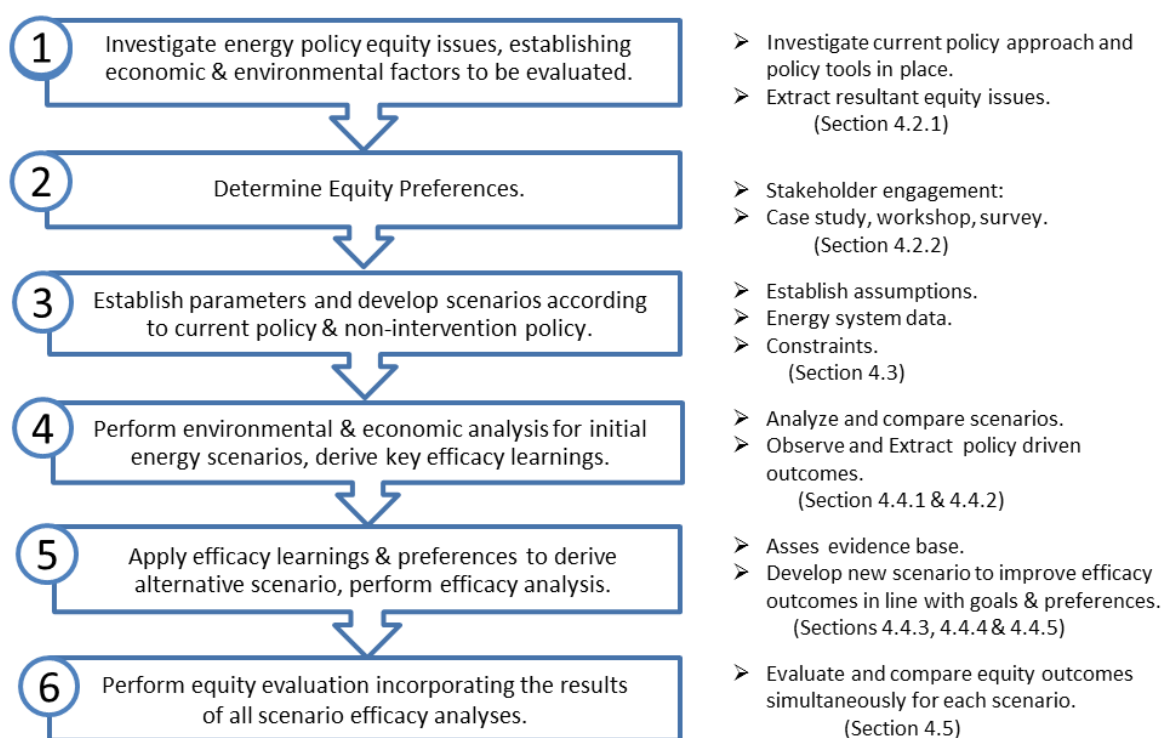 1
Investigate energy policy equity issues, establishing
economic & environmental factors to be evaluated.
➢ Investigate current policy approach and
policy tools in place.
➢ Extract resultant equity issues.
(Section 4.2.1)
2
Determine Equity Preferences.
➢ Stakeholder engagement:
➢ Case study, workshop, survey.
(Section 4.2.2)
3
Establish parameters and develop scenarios according
to current policy & non-intervention policy.
➢ Establish assumptions.
➢ Energy system data.
➢ Constraints.
(Section 4.3)
4
Perform environmental & economic analysis for initial
energy scenarios, derive key efficacy learnings.
➢ Analyze and compare scenarios.
➢ Observe and Extract policy driven
outcomes.
(Section 4.4.1 & 4.4.2)
5
Apply efficacy learnings & preferences to derive
alternative scenario, perform efficacy analysis.
➢ Asses evidence base.
➢ Develop new scenario to improve efficacy
outcomes in line with goals & preferences.
(Sections 4.4.3, 4.4.4 & 4.4.5)
6
Perform equity evaluation incorporating the results
of all scenario efficacy analyses.
➢ Evaluate and compare equity outcomes
simultaneously for each scenario.
(Section 4.5)